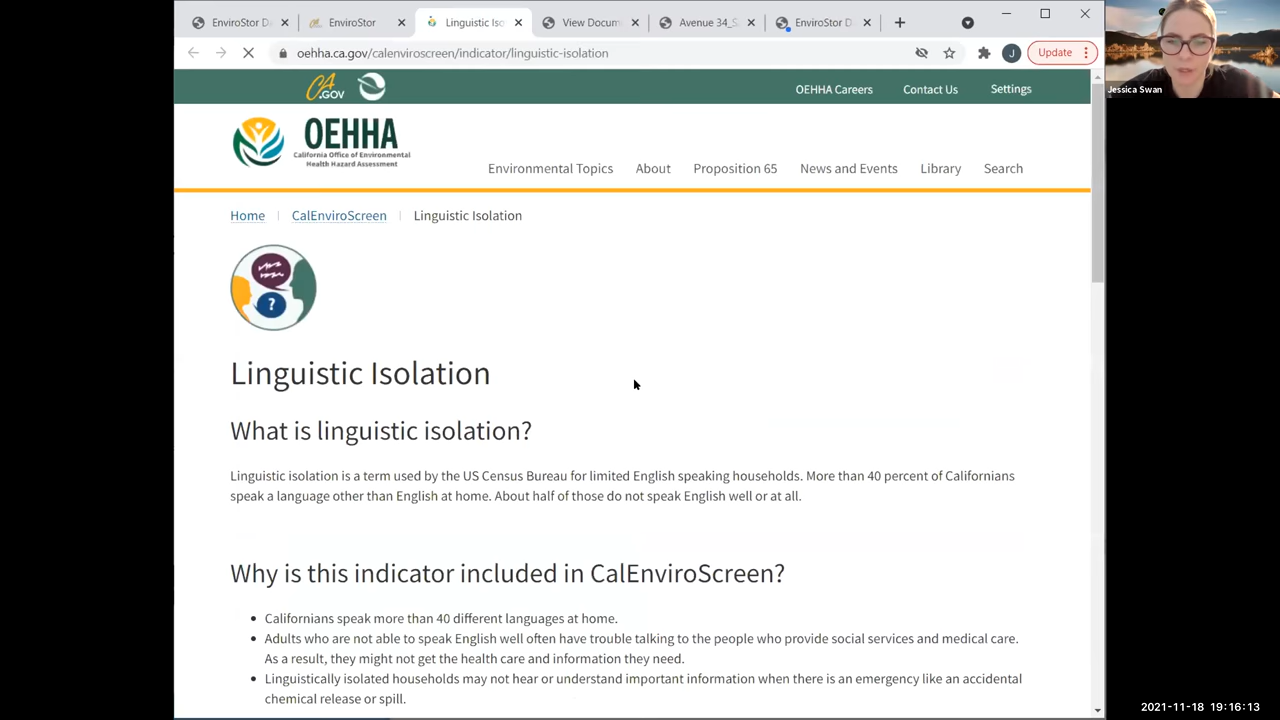 EnviroStor Da
EnviroStor
Linguistic Iso
View Docum
Avenue 34_S
EnviroStor Da
oehha.ca.gov/calenviroscreen/indicator/linguistic-isolation
J
Update
Jessica Swan
CA
.GOV
OEHHA Careers
Contact Us
Settings
OEHHA
California Office of Environmental
Health Hazard Assessment
Environmental Topics
About
Proposition 65
News and Events
Library
Search
Home | CalEnviroScreen | Linguistic Isolation
?
Linguistic Isolation
What is linguistic isolation?
Linguistic isolation is a term used by the US Census Bureau for limited English speaking households. More than 40 percent of Californians
speak a language other than English at home. About half of those do not speak English well or at all.
Why is this indicator included in CalEnviroScreen?
• Californians speak more than 40 different languages at home.
• Adults who are not able to speak English well often have trouble talking to the people who provide social services and medical care.
As a result, they might not get the health care and information they need.
• Linguistically isolated households may not hear or understand important information when there is an emergency like an accidental
chemical release or spill.
2021-11-18 19:16:13